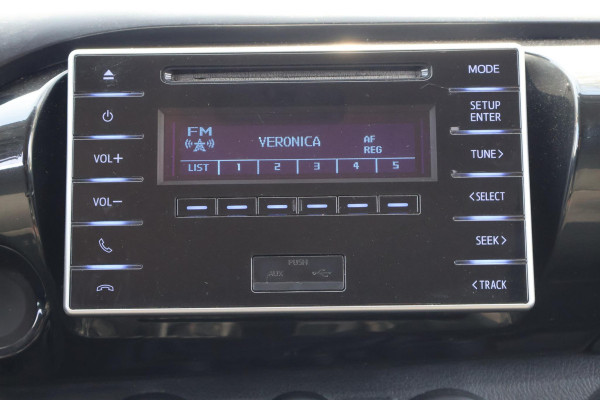 MODE
SETUP
ENTER
VOL+
TUNE>
VOL-
<SELECT
SEEK>
<TRACK
FM
VERONICA
AF
REG
LIST 1 2 3 4 5
PUSH
AUX